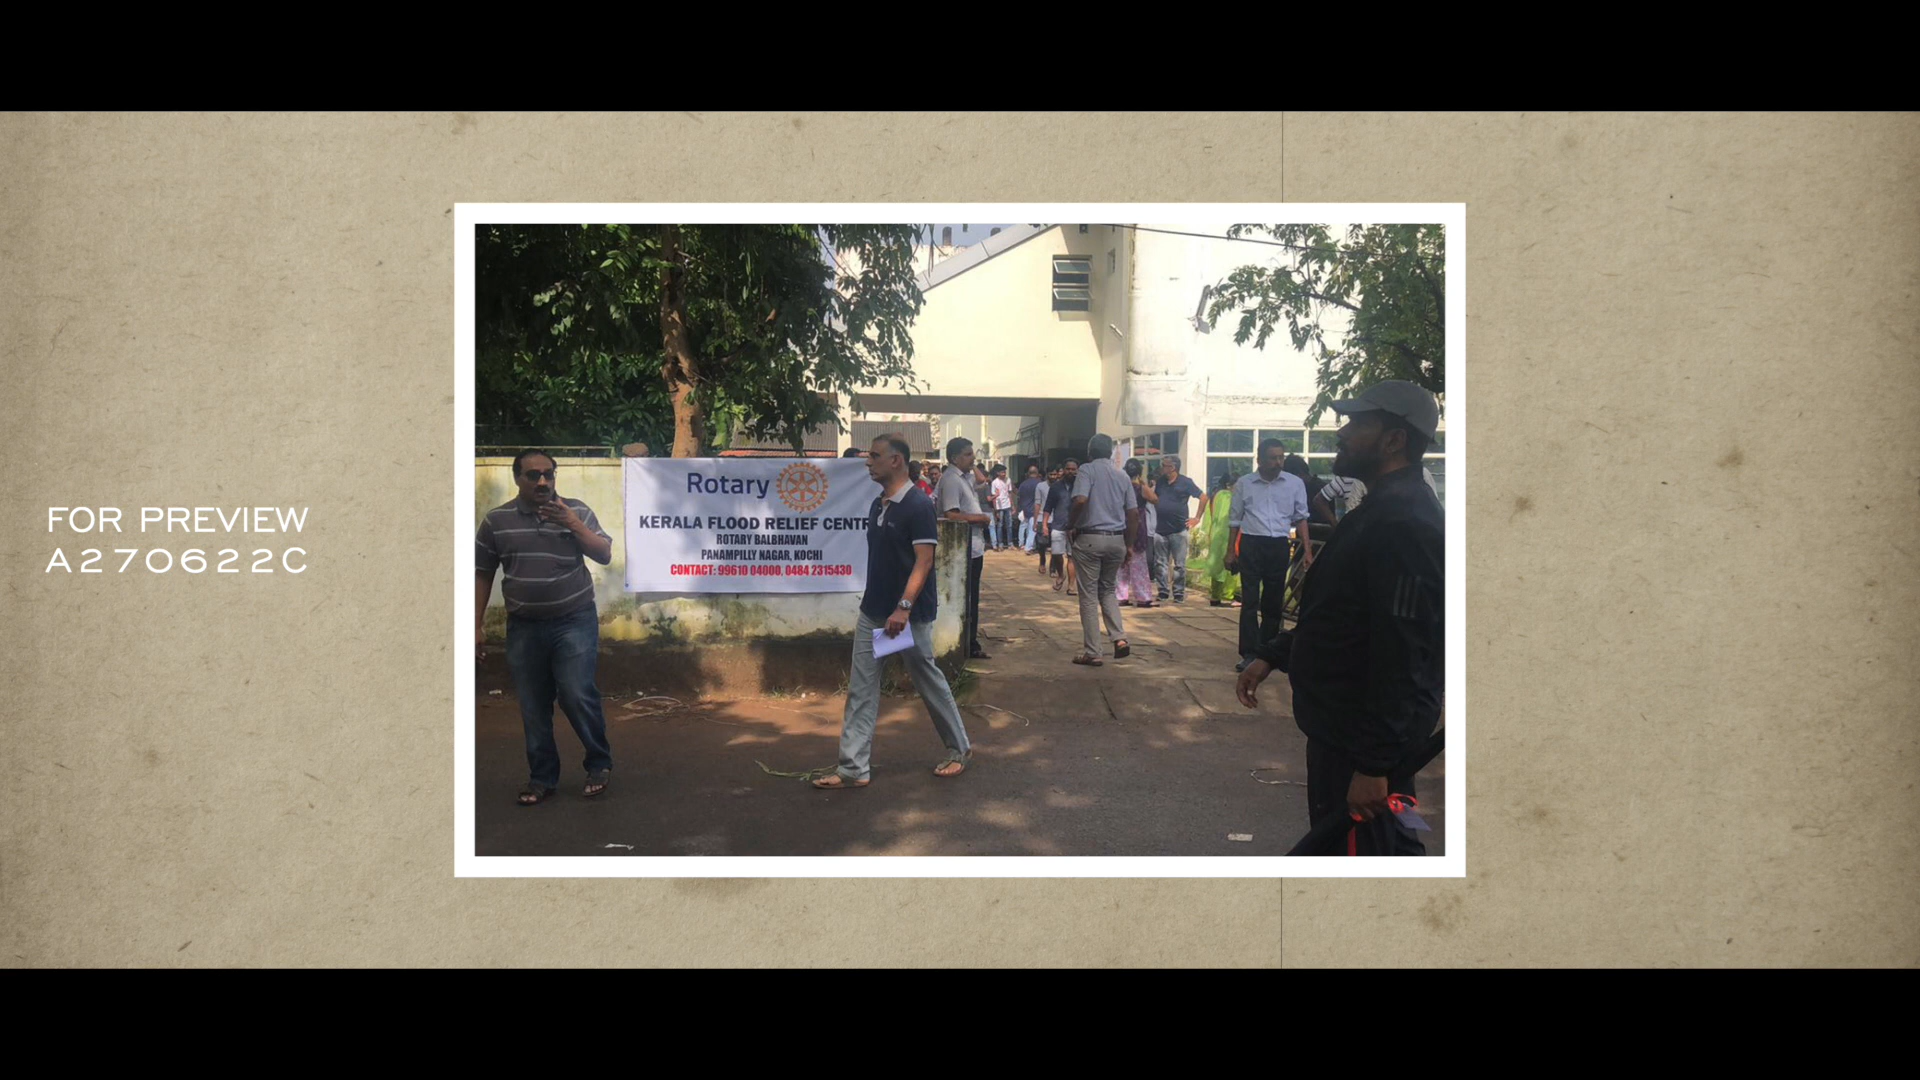 FOR PREVIEW
A270622C
Rotary
KERALA FLOOD RELIEF CENTR
ROTARY BALBHAVAN
PANAMPILLY NAGAR, KOCHI
CONTACT: 99610 04000, 0484 2315430